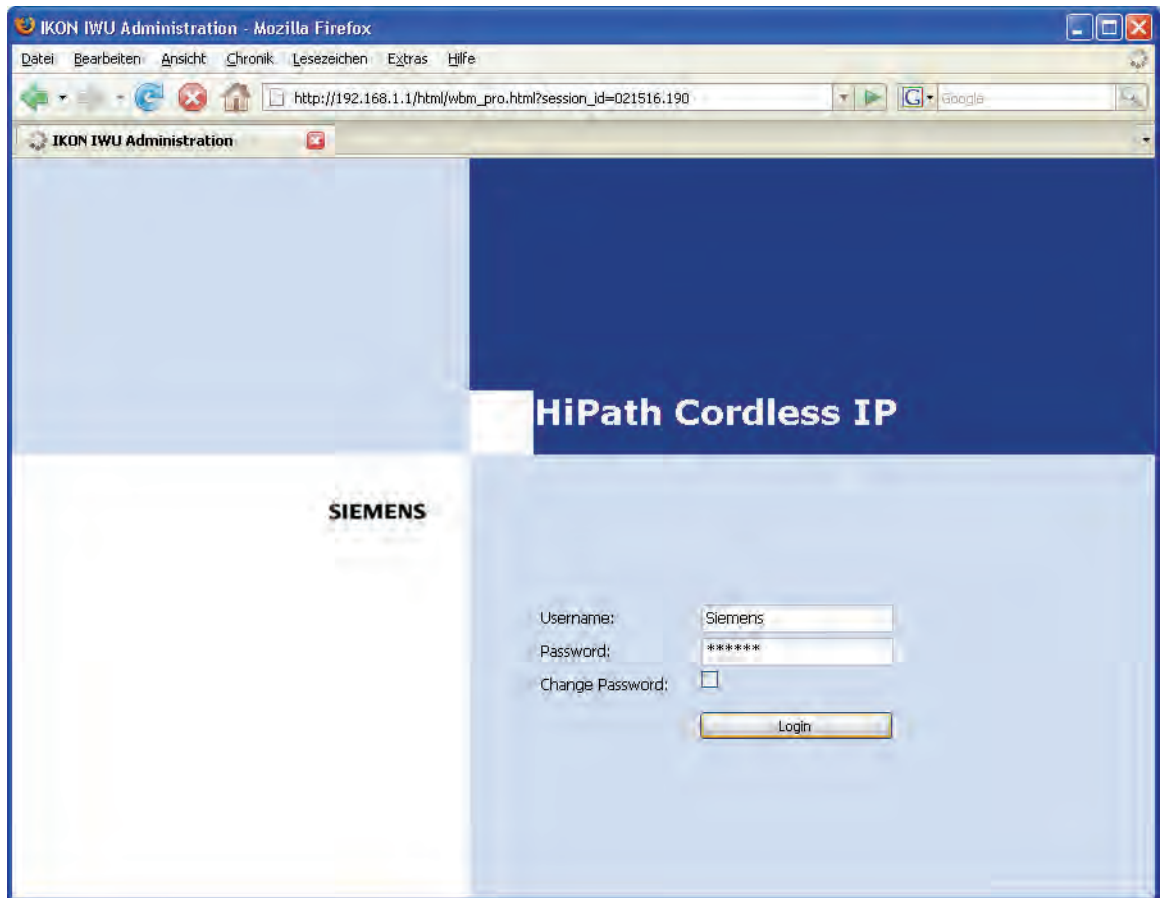 IKON IWU Administration - Mozilla Firefox
Datei Bearbeiten Ansicht Chronik Lesezeichen Extras Hilfe
http://192.168.1.1/html/wbm_pro.html?session_id=021516.190
G Google
IKON IWU Administration
HiPath Cordless IP
SIEMENS
Username: Siemens
Password: ******
Change Password:
Login